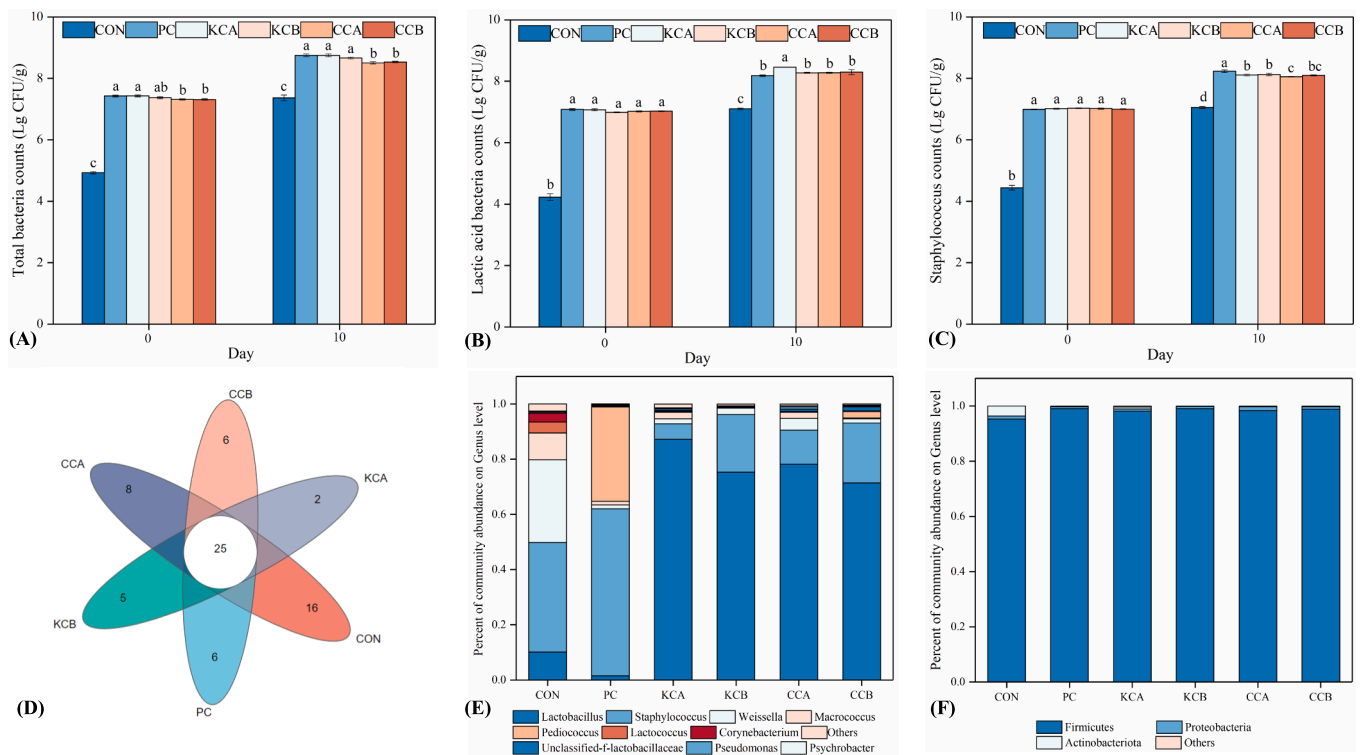 CON PC KCA KCB CCA CCB
Total bacteria counts (Lg CFU/g)
10
8
6
4
2
0
c a a ab b b
c a a a b b
0 10
Day
(A)
CON PC KCA KCB CCA CCB
Lactic acid bacteria counts (Lg CFU/g)
10
8
6
4
2
0
b a a a a a
c b a b b b
0 10
Day
(B)
CON PC KCA KCB CCA CCB
Staphylococcus counts (Lg CFU/g)
10
8
6
4
2
0
b a a a a a
d a b b c bc
0 10
Day
(C)
CCB
6
CCA
8
KCA
2
25
KCB
5
CON
16
PC
6
(D)
Percent of community abundance on Genus level
1.0
0.8
0.6
0.4
0.2
0.0
CON PC KCA KCB CCA CCB
Lactobacillus Staphylococcus Weissella Macrococcus
Pediococcus Lactococcus Corynebacterium Others
Unclassified-f-lactobacillaceae Pseudomonas Psychrobacter
(E)
Percent of community abundance on Genus level
1.0
0.8
0.6
0.4
0.2
0.0
CON PC KCA KCB CCA CCB
Firmicutes Proteobacteria
Actinobacteriota Others
(F)